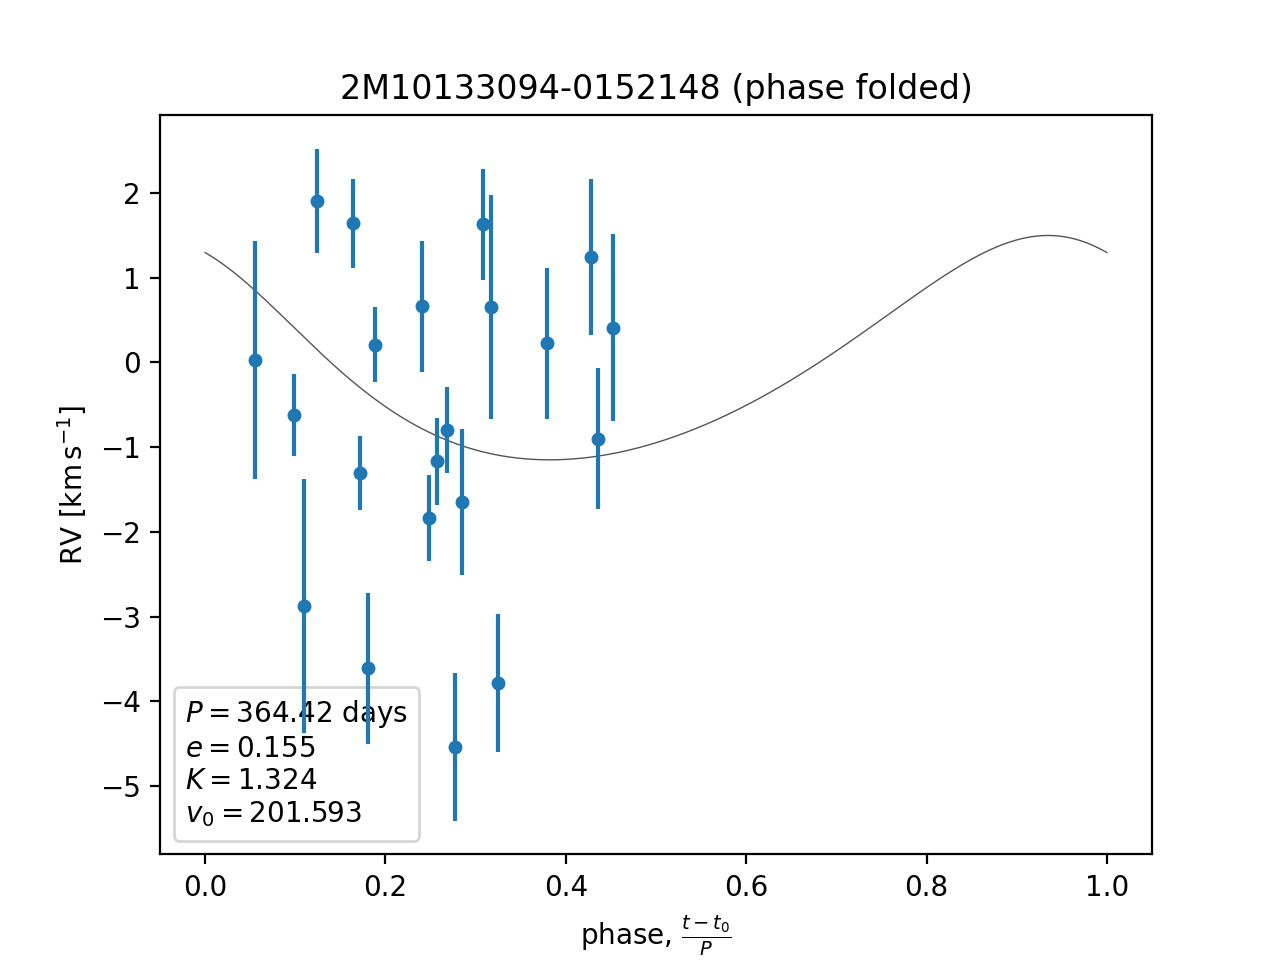 2M10133094-0152148 (phase folded)
2
1
0
−1
−2
−3
−4
−5
RV [km s⁻¹]
P = 364.42 days
e = 0.155
K = 1.324
v₀ = 201.593
0.0 0.2 0.4 0.6 0.8 1.0
phase, (t − t₀)/P